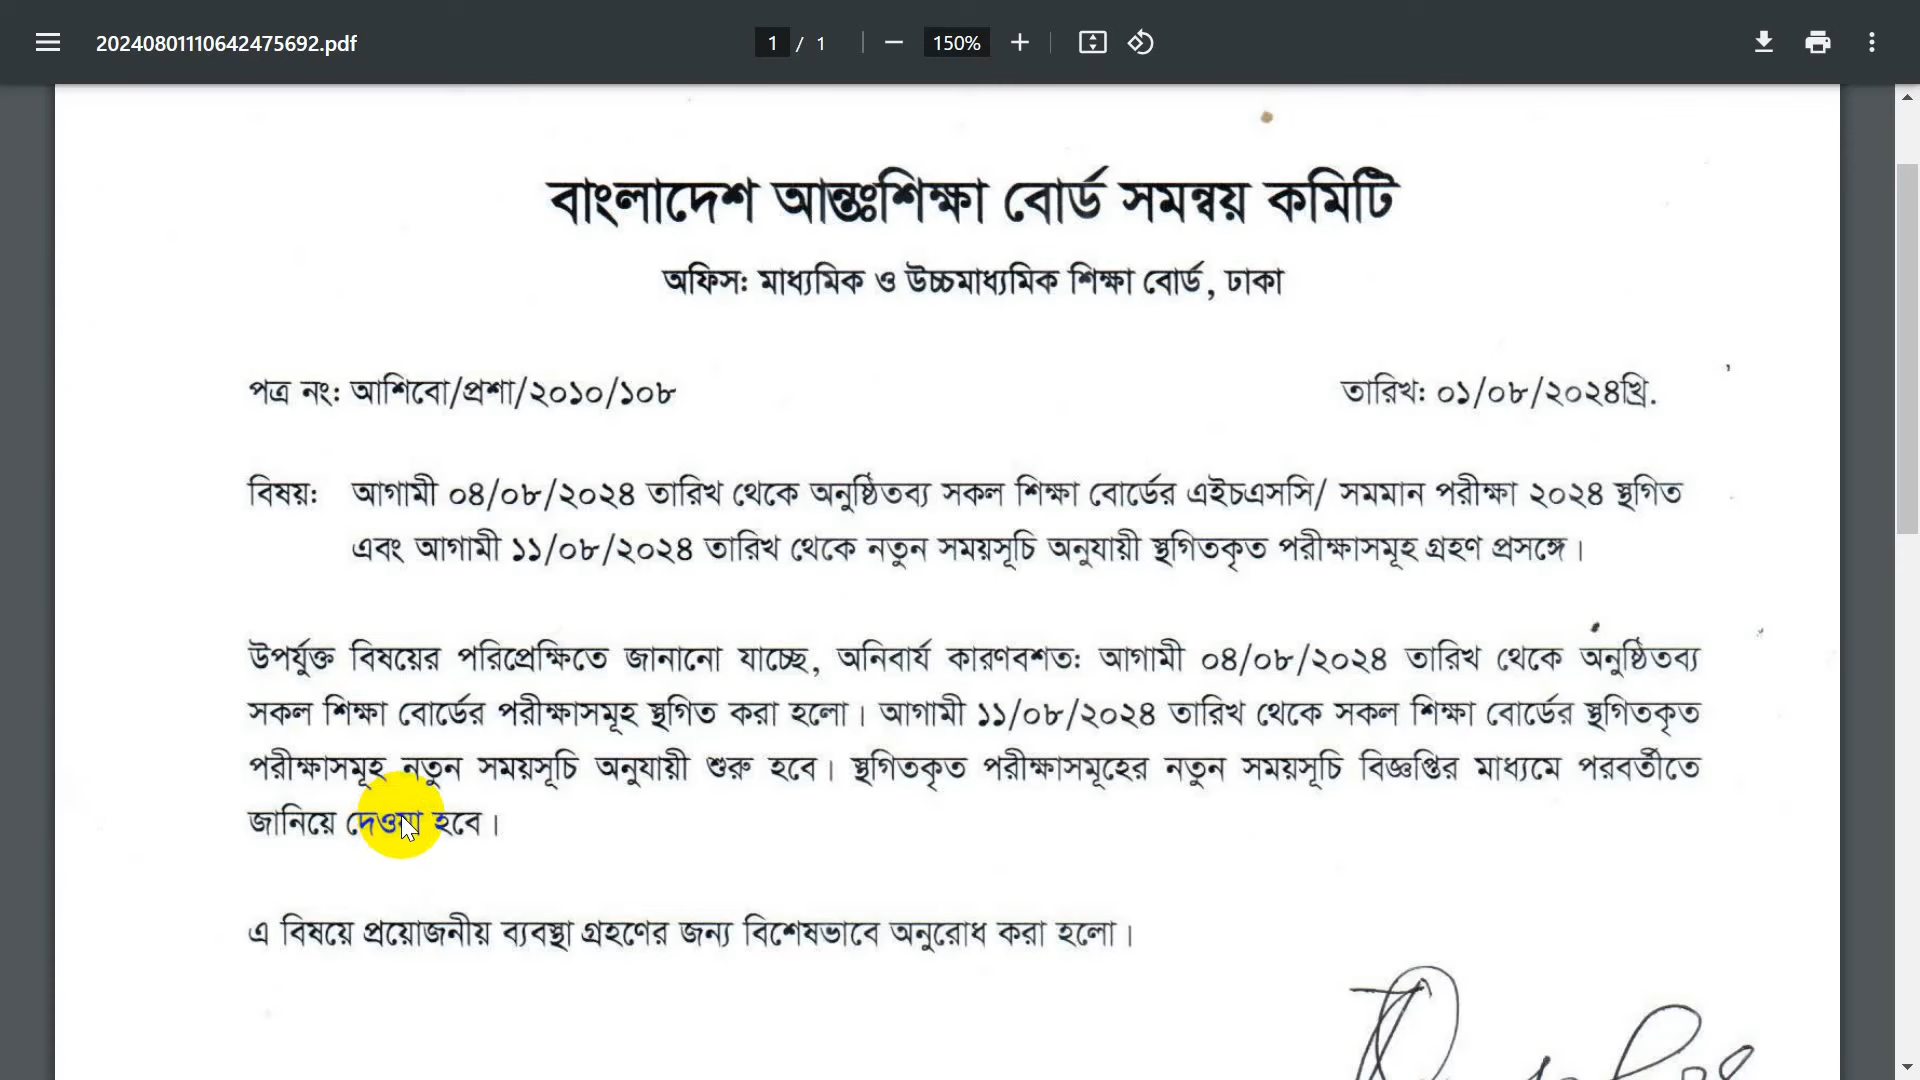 20240801110642475692.pdf
1 / 1
150%
বাংলাদেশ আন্তঃশিক্ষা বোর্ড সমন্বয় কমিটি
অফিস: মাধ্যমিক ও উচ্চমাধ্যমিক শিক্ষা বোর্ড, ঢাকা
পত্র নং: আশিবো/প্রশা/২০১০/১০৮
তারিখ: ০১/০৮/২০২৪খ্রি.
বিষয়: আগামী ০৪/০৮/২০২৪ তারিখ থেকে অনুষ্ঠিতব্য সকল শিক্ষা বোর্ডের এইচএসসি/ সমমান পরীক্ষা ২০২৪ স্থগিত
এবং আগামী ১১/০৮/২০২৪ তারিখ থেকে নতুন সময়সূচি অনুযায়ী স্থগিতকৃত পরীক্ষাসমূহ গ্রহণ প্রসঙ্গে।
উপর্যুক্ত বিষয়ের পরিপ্রেক্ষিতে জানানো যাচ্ছে, অনিবার্য কারণবশত: আগামী ০৪/০৮/২০২৪ তারিখ থেকে অনুষ্ঠিতব্য
সকল শিক্ষা বোর্ডের পরীক্ষাসমূহ স্থগিত করা হলো। আগামী ১১/০৮/২০২৪ তারিখ থেকে সকল শিক্ষা বোর্ডের স্থগিতকৃত
পরীক্ষাসমূহ নতুন সময়সূচি অনুযায়ী শুরু হবে। স্থগিতকৃত পরীক্ষাসমূহের নতুন সময়সূচি বিজ্ঞপ্তির মাধ্যমে পরবর্তীতে
জানিয়ে দেওয়া হবে।
এ বিষয়ে প্রয়োজনীয় ব্যবস্থা গ্রহণের জন্য বিশেষভাবে অনুরোধ করা হলো।